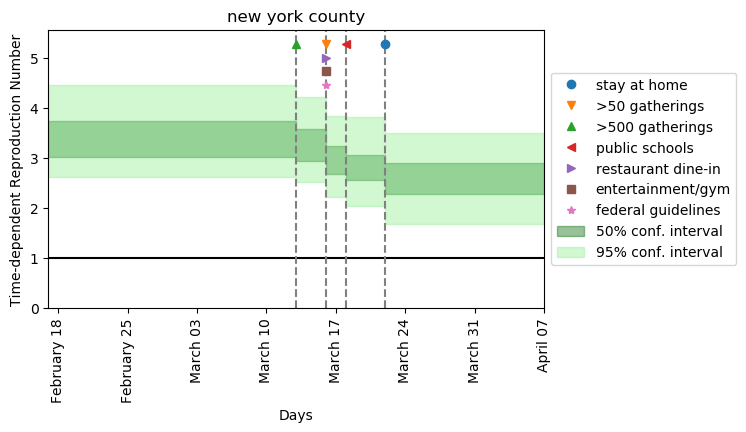 new york county
Time-dependent Reproduction Number
5
4
3
2
1
0
February 18
February 25
March 03
March 10
March 17
March 24
March 31
April 07
Days
stay at home
>50 gatherings
>500 gatherings
public schools
restaurant dine-in
entertainment/gym
federal guidelines
50% conf. interval
95% conf. interval